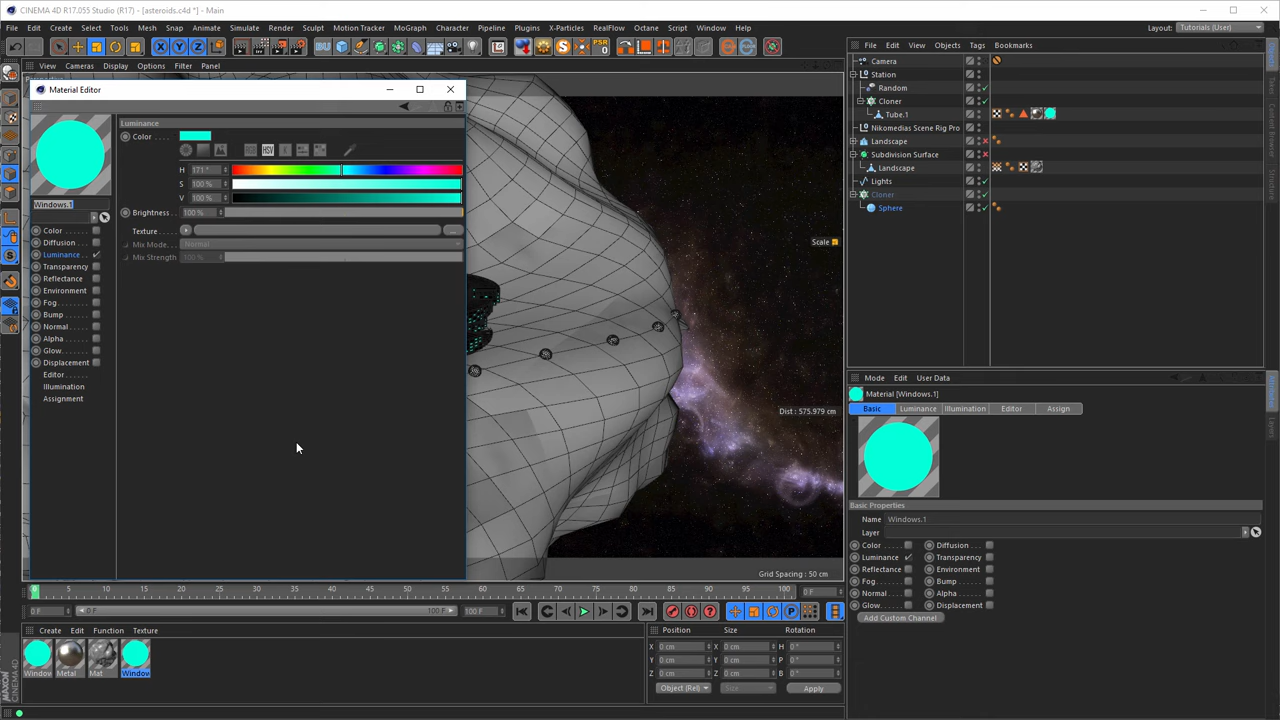 CINEMA 4D R17.055 Studio (R17) - [asteroids.c4d *] - Main
File Edit Create Select Tools Mesh Snap Animate Simulate Render Sculpt Motion Tracker MoGraph Character Pipeline Plugins X-Particles RealFlow Octane Script Window Help
Layout: Tutorials (User)
PSR
View Cameras Display Options Filter Panel
File Edit View Objects Tags Bookmarks
Camera
Station
Random
Cloner
Tube.1
Nikomedias Scene Rig Pro
Landscape
Subdivision Surface
Landscape
Lights
Cloner
Sphere
Material Editor
Luminance
Color
HSV
H 171 °
S 100 %
V 100 %
Brightness 100 %
Texture
Mix Mode Normal
Mix Strength 100 %
Windows.1
Color
Diffusion
Luminance
Transparency
Reflectance
Environment
Fog
Bump
Normal
Alpha
Glow
Displacement
Editor
Illumination
Assignment
Scale
Dist : 575.979 cm
Grid Spacing : 50 cm
Mode Edit User Data
Material [Windows.1]
Basic Luminance Illumination Editor Assign
Basic Properties
Name Windows.1
Layer
Color Diffusion
Luminance Transparency
Reflectance Environment
Fog Bump
Normal Alpha
Glow Displacement
Add Custom Channel
0 5 10 15 20 25 30 35 40 45 50 55 60 65 70 75 80 85 90 95 100 0 F
0 F 0 F 100 F 100 F
Create Edit Function Texture
Window Metal Mat Window
Position Size Rotation
X 0 cm X 0 cm H 0 °
Y 0 cm Y 0 cm P 0 °
Z 0 cm Z 0 cm B 0 °
Object (Rel) Size Apply
MAXON CINEMA 4D